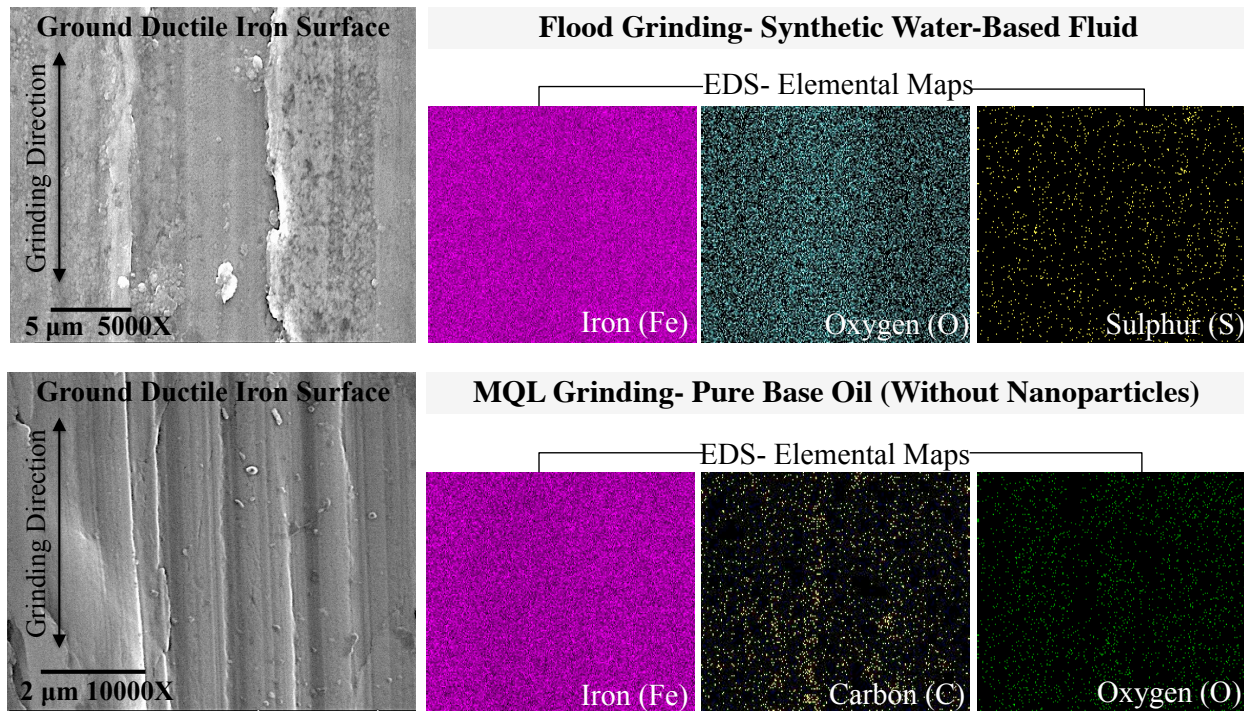 Ground Ductile Iron Surface
Grinding Direction
5 μm 5000X
Flood Grinding- Synthetic Water-Based Fluid
EDS- Elemental Maps
Iron (Fe)
Oxygen (O)
Sulphur (S)
Ground Ductile Iron Surface
Grinding Direction
2 μm 10000X
MQL Grinding- Pure Base Oil (Without Nanoparticles)
EDS- Elemental Maps
Iron (Fe)
Carbon (C)
Oxygen (O)